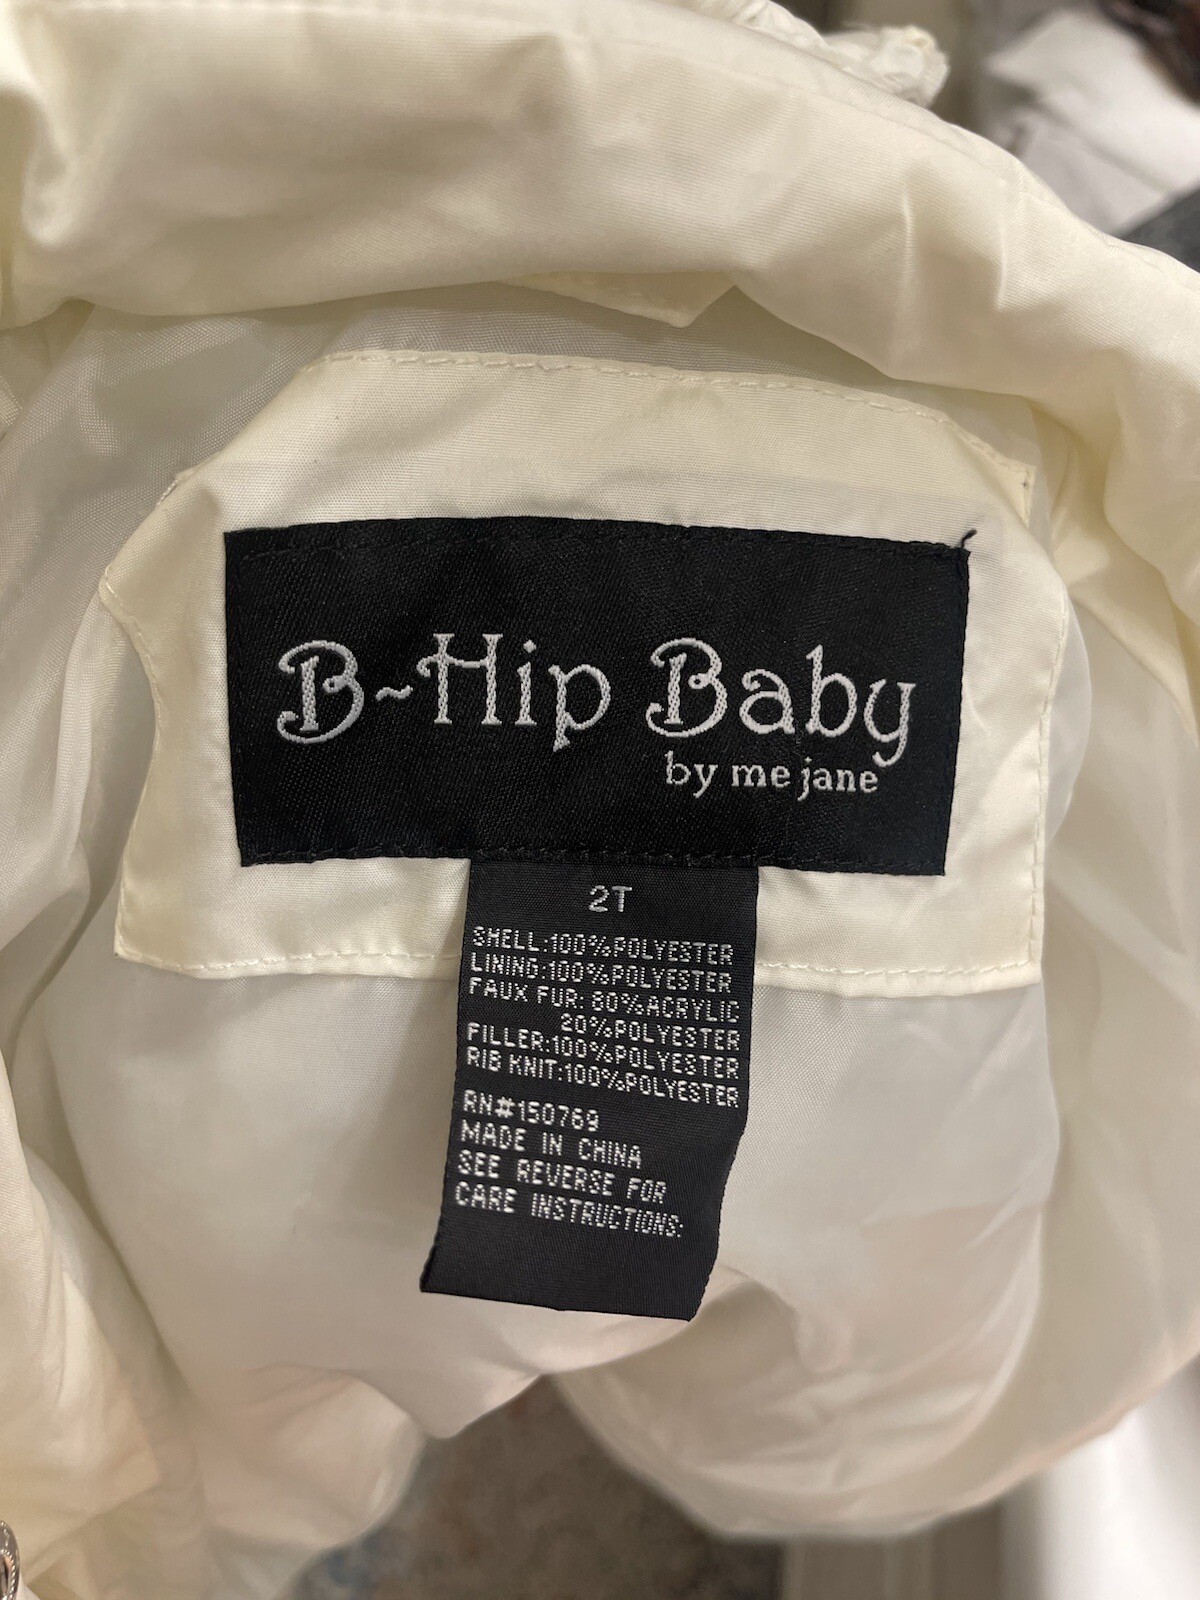 B~Hip Baby
by me jane
2T
SHELL:100%POLYESTER
LINING:100%POLYESTER
FAUX FUR: 80%ACRYLIC
20%POLYESTER
FILLER:100%POLYESTER
RIB KNIT:100%POLYESTER
RN#150769
MADE IN CHINA
SEE REVERSE FOR
CARE INSTRUCTIONS: